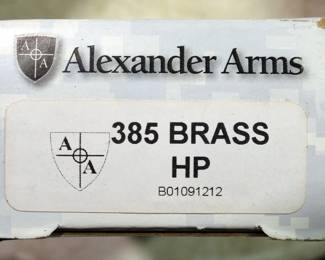 A A
Alexander Arms
385 BRASS
A A
HP
B01091212